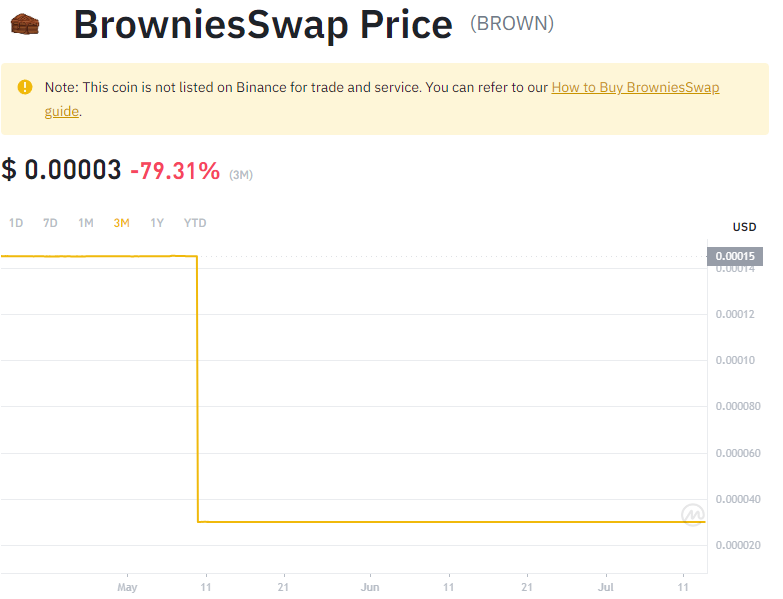 BrowniesSwap Price (BROWN)
Note: This coin is not listed on Binance for trade and service. You can refer to our How to Buy BrowniesSwap
guide.
$ 0.00003 -79.31% (3M)
1D 7D 1M 3M 1Y YTD
USD
0.00015
0.00014
0.00012
0.00010
0.000080
0.000060
0.000040
0.000020
May 11 21 Jun 11 21 Jul 11